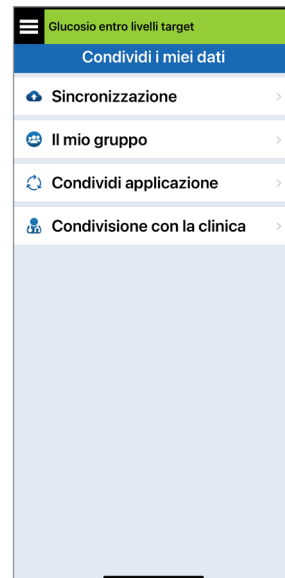 Glucosio entro livelli target
Condividi i miei dati
Sincronizzazione
Il mio gruppo
Condividi applicazione
Condivisione con la clinica